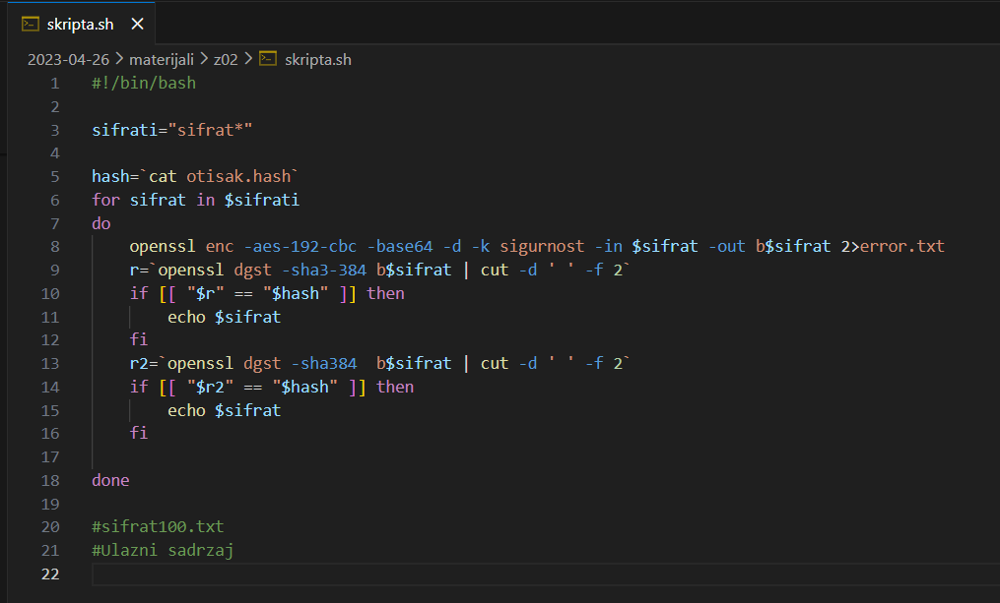 skripta.sh
2023-04-26 > materijali > z02 > skripta.sh
1 #!/bin/bash
2
3 sifrati="sifrat*"
4
5 hash=`cat otisak.hash`
6 for sifrat in $sifrati
7 do
8 openssl enc -aes-192-cbc -base64 -d -k sigurnost -in $sifrat -out b$sifrat 2>error.txt
9 r=`openssl dgst -sha3-384 b$sifrat | cut -d ' ' -f 2`
10 if [[ "$r" == "$hash" ]] then
11 echo $sifrat
12 fi
13 r2=`openssl dgst -sha384  b$sifrat | cut -d ' ' -f 2`
14 if [[ "$r2" == "$hash" ]] then
15 echo $sifrat
16 fi
17
18 done
19
20 #sifrat100.txt
21 #Ulazni sadrzaj
22